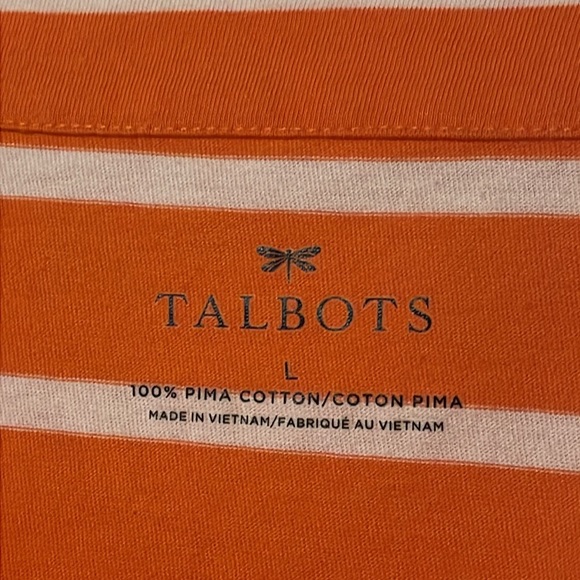 TALBOTS
L
100% PIMA COTTON/COTON PIMA
MADE IN VIETNAM/FABRIQUÉ AU VIETNAM